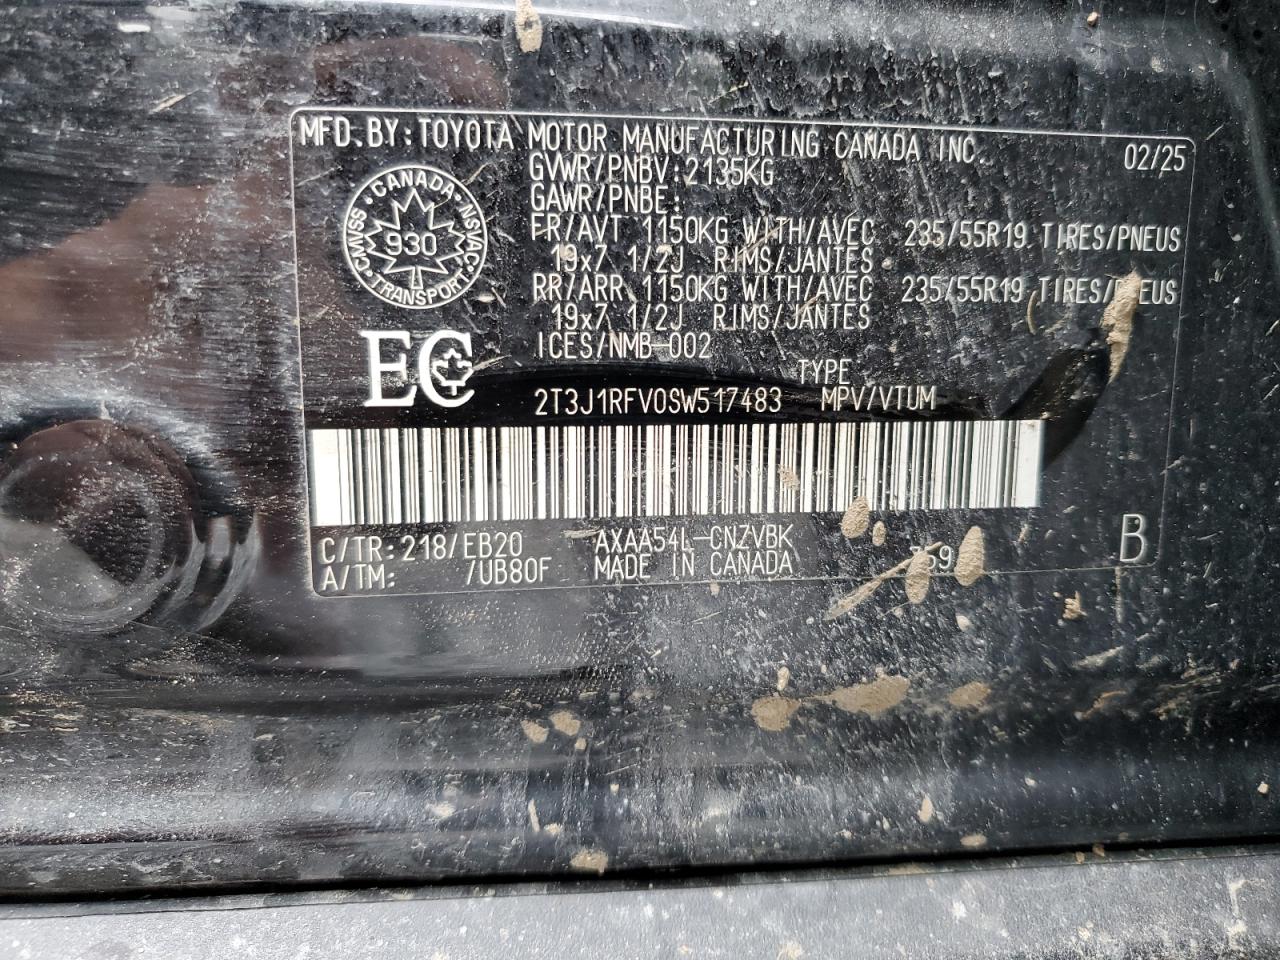 MFD.BY:TOYOTA MOTOR MANUFACTURING CANADA INC. 02/25
GVWR/PNBV:2135KG
GAWR/PNBE:
FR/AVT 1150KG WITH/AVEC 235/55R19 TIRES/PNEUS
19x7 1/2J RIMS/JANTES
RR/ARR 1150KG WITH/AVEC 235/55R19 TIRES/PNEUS
19x7 1/2J RIMS/JANTES
ICES/NMB-002
CANADA
CMVSS NSVAC
930
TRANSPORT
EC
TYPE
2T3J1RFV0SW517483 MPV/VTUM
C/TR:218/EB20 AXAA54L-CNZVBK
A/TM: /UB80F MADE IN CANADA
B